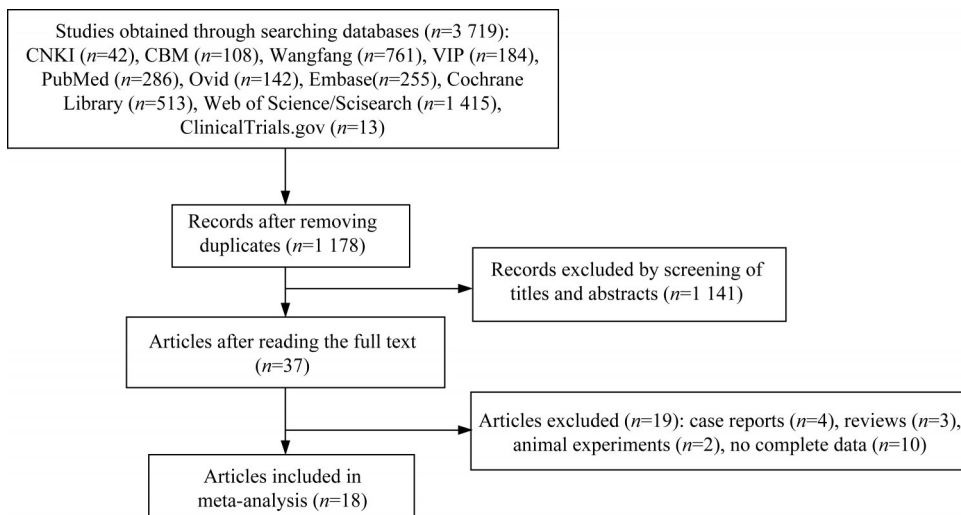 Studies obtained through searching databases (n=3 719):
CNKI (n=42), CBM (n=108), Wangfang (n=761), VIP (n=184),
PubMed (n=286), Ovid (n=142), Embase(n=255), Cochrane
Library (n=513), Web of Science/Scisearch (n=1 415),
ClinicalTrials.gov (n=13)
Records after removing
duplicates (n=1 178)
Records excluded by screening of
titles and abstracts (n=1 141)
Articles after reading the full text
(n=37)
Articles excluded (n=19): case reports (n=4), reviews (n=3),
animal experiments (n=2), no complete data (n=10)
Articles included in
meta-analysis (n=18)